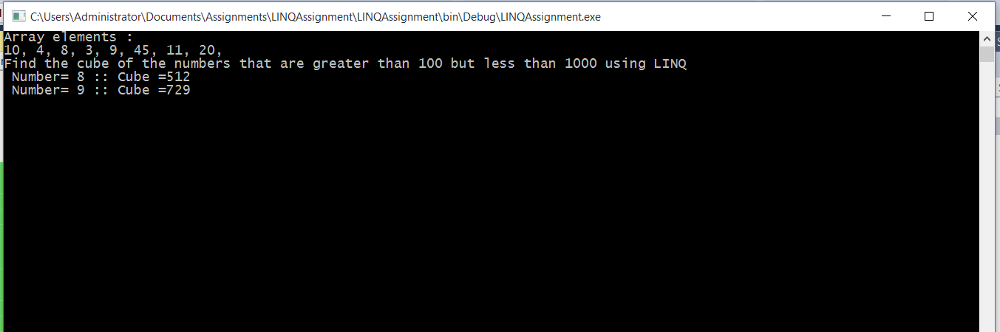 C:\Users\Administrator\Documents\Assignments\LINQAssignment\LINQAssignment\bin\Debug\LINQAssignment.exe
Array elements :
10, 4, 8, 3, 9, 45, 11, 20,
Find the cube of the numbers that are greater than 100 but less than 1000 using LINQ
Number= 8 :: Cube =512
Number= 9 :: Cube =729